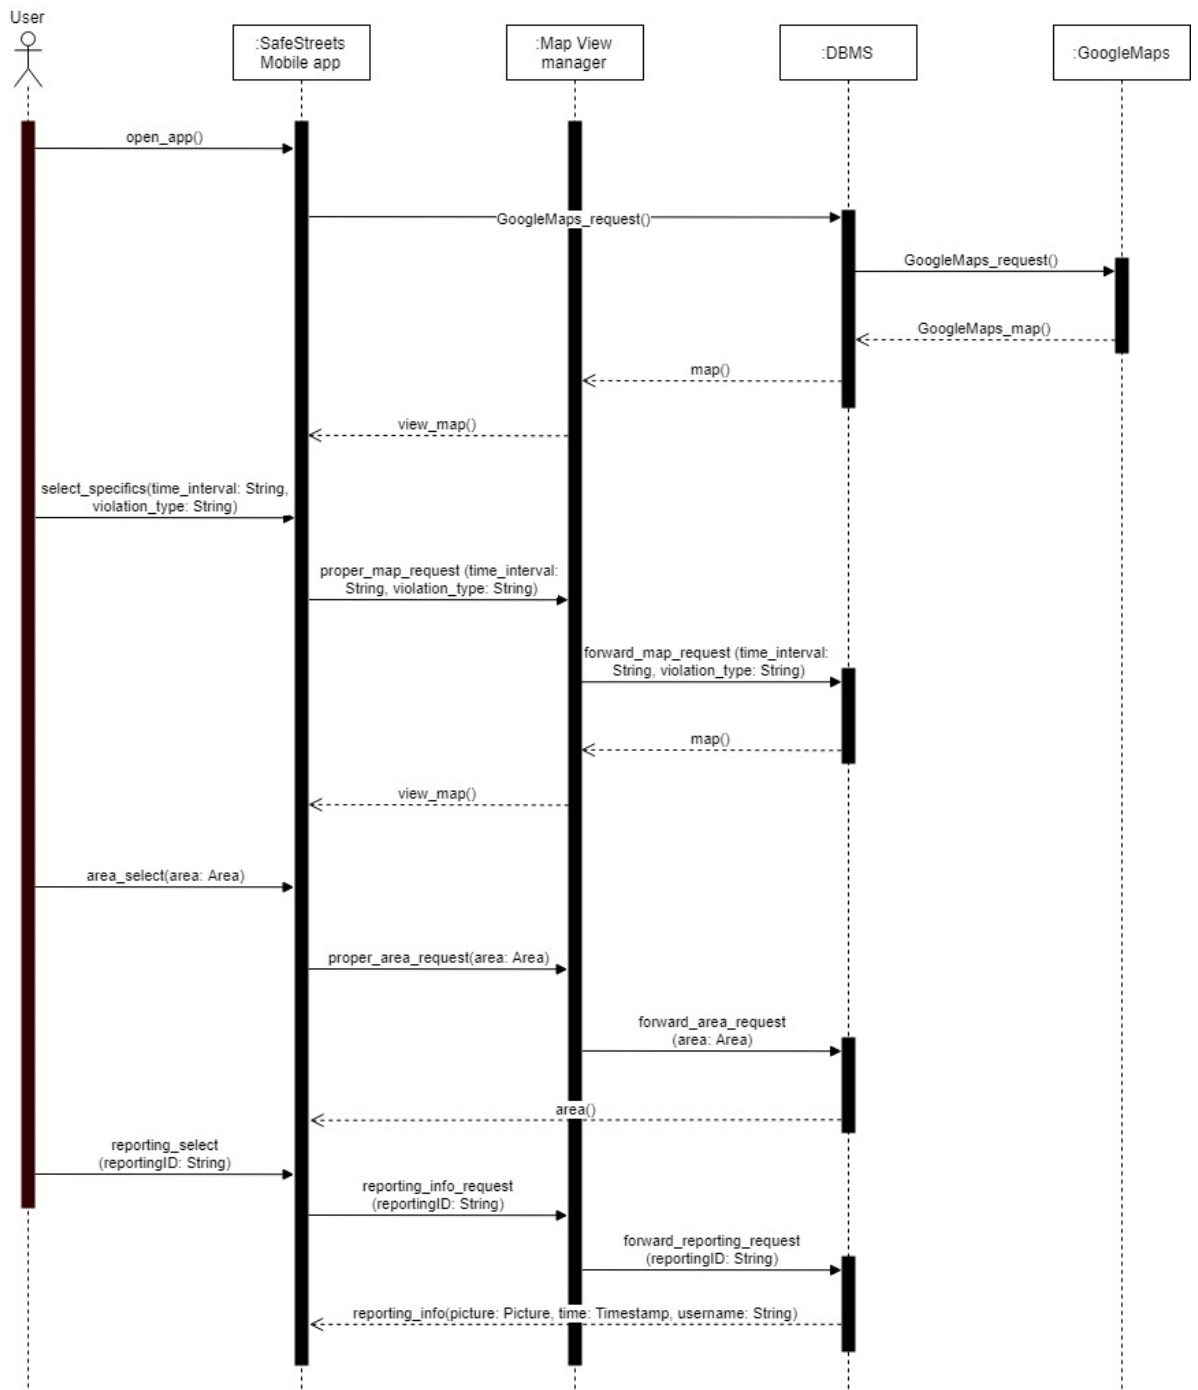 User
:SafeStreets
Mobile app
:Map View
manager
:DBMS
:GoogleMaps
open_app()
GoogleMaps_request()
GoogleMaps_request()
GoogleMaps_map()
map()
view_map()
select_specifics(time_interval: String,
violation_type: String)
proper_map_request (time_interval:
String, violation_type: String)
forward_map_request (time_interval:
String, violation_type: String)
map()
view_map()
area_select(area: Area)
proper_area_request(area: Area)
forward_area_request
(area: Area)
area()
reporting_select
(reportingID: String)
reporting_info_request
(reportingID: String)
forward_reporting_request
(reportingID: String)
reporting_info(picture: Picture, time: Timestamp, username: String)